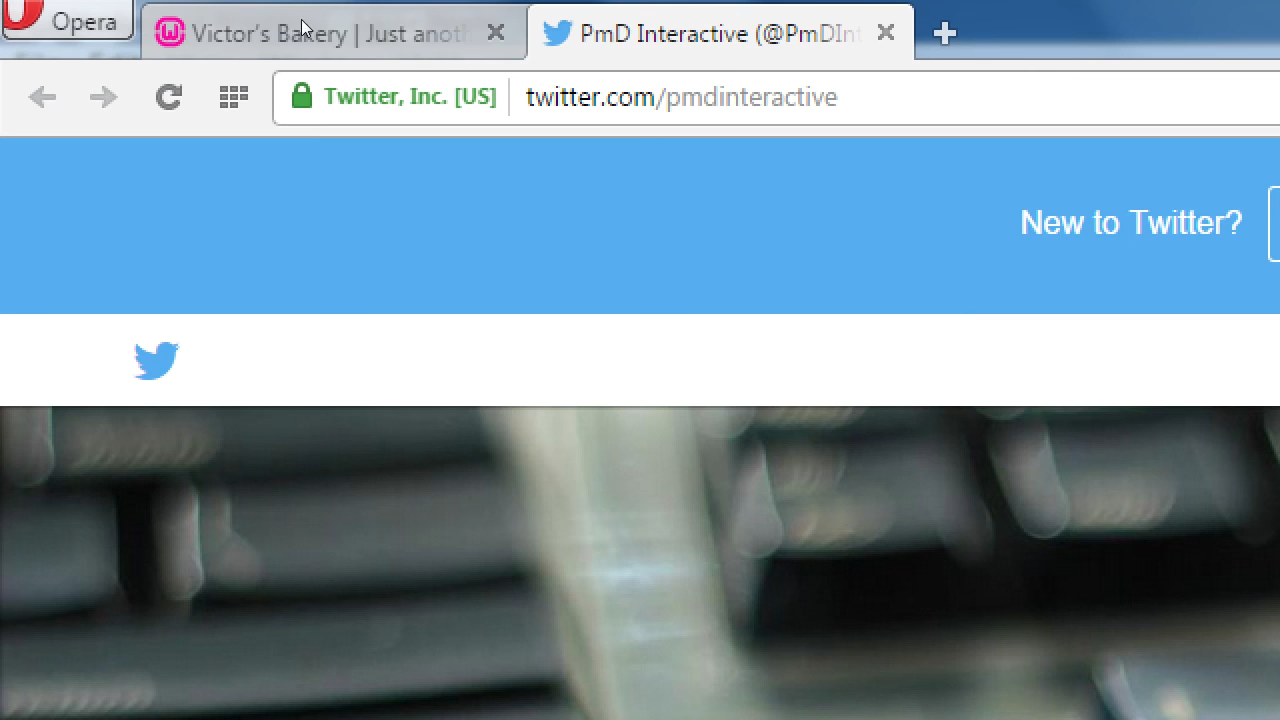 Opera
Victor's Bakery | Just anoth
PmD Interactive (@PmDInt
Twitter, Inc. [US]
twitter.com/pmdinteractive
New to Twitter?